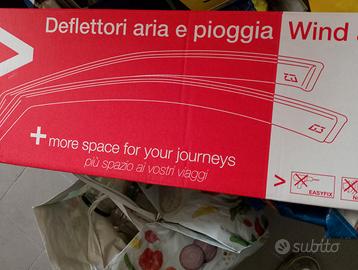 Deflettori aria e pioggia Wind
+ more space for your journeys
più spazio ai vostri viaggi
> EASYFIX
subito